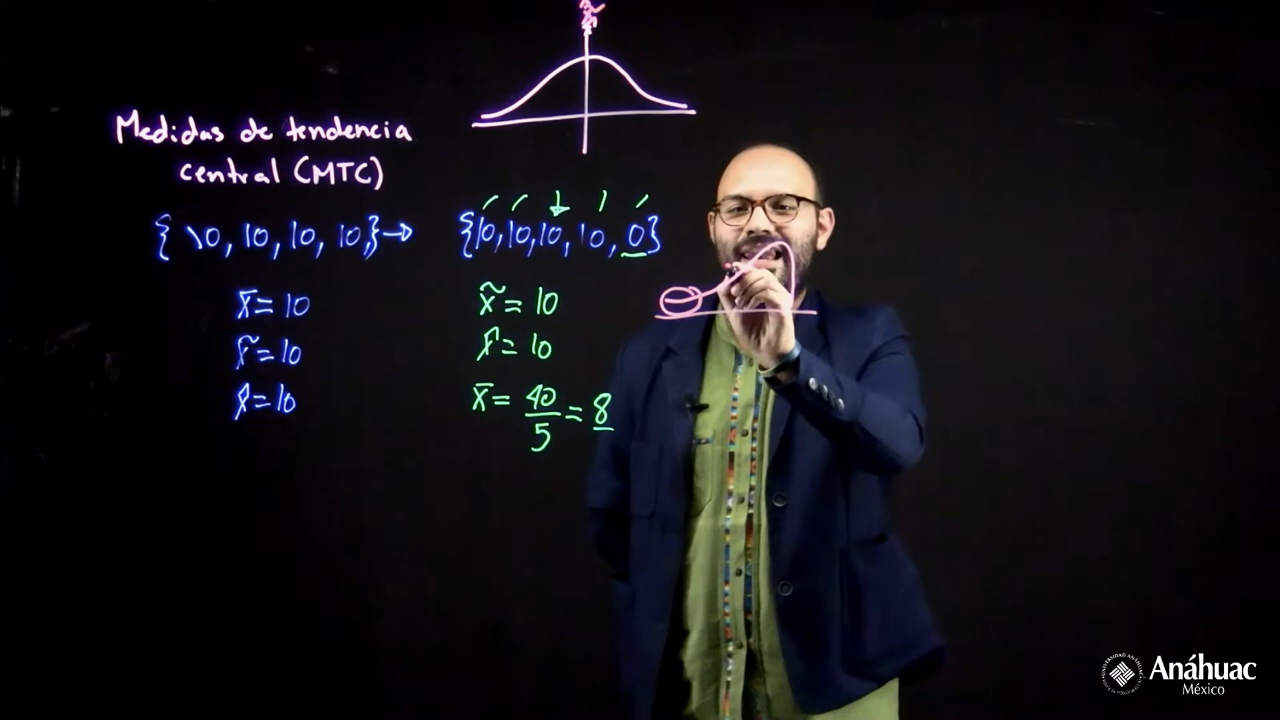 Medidas de tendencia
central (MTC)
{10, 10, 10, 10,}→
x̄ = 10
x̃ = 10
x̂ = 10
{10, 10, 10, 10, 0}
x̃ = 10
x̂ = 10
x̄ = 40/5 = 8
Anáhuac
México